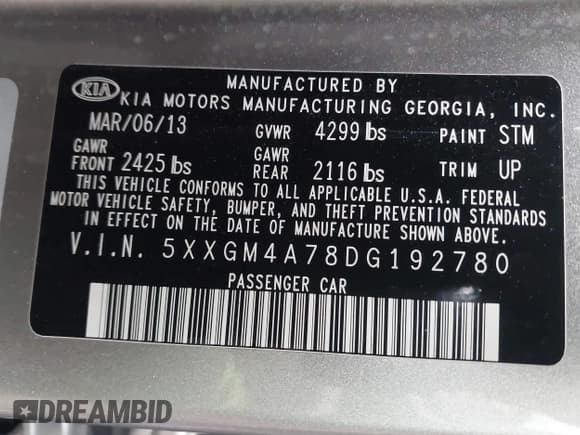 MANUFACTURED BY
KIA KIA MOTORS MANUFACTURING GEORGIA, INC.
MAR/06/13 GVWR 4299 lbs PAINT STM
GAWR FRONT 2425 lbs GAWR REAR 2116 lbs TRIM UP
THIS VEHICLE CONFORMS TO ALL APPLICABLE U.S.A. FEDERAL
MOTOR VEHICLE SAFETY, BUMPER, AND THEFT PREVENTION STANDARDS
IN EFFECT ON THE DATE OF MANUFACTURE SHOWN ABOVE
V.I.N. 5XXGM4A78DG192780
PASSENGER CAR
DREAMBID